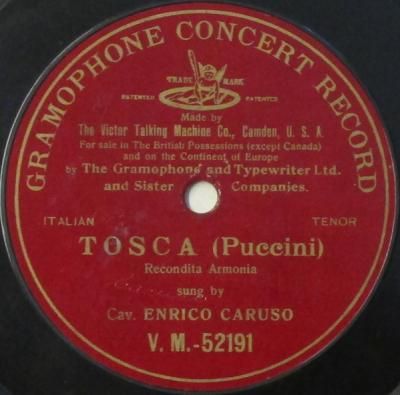 GRAMOPHONE CONCERT RECORD
TRADE MARK
PATENTED PATENTED
Made by
The Victor Talking Machine Co., Camden, U. S. A.
For sale in The British Possessions (except Canada)
and on the Continent of Europe
by The Gramophone and Typewriter Ltd.
and Sister Companies.
ITALIAN TENOR
TOSCA (Puccini)
Recondita Armonia
sung by
Cav. ENRICO CARUSO
V. M.-52191